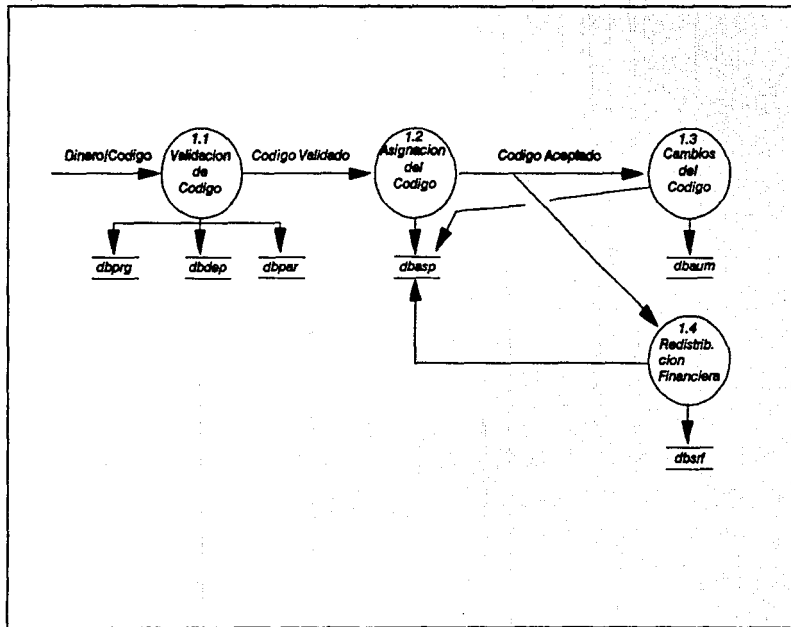 Dinero/Codigo
1.1
Validacion
de
Codigo
Codigo Validado
1.2
Asignacion
del
Codigo
Codigo Aceptado
1.3
Cambios
del
Codigo
dbprg
dbdep
dbpar
dbasp
dbaum
1.4
Redistrib.
cion
Financiera
dbsrf